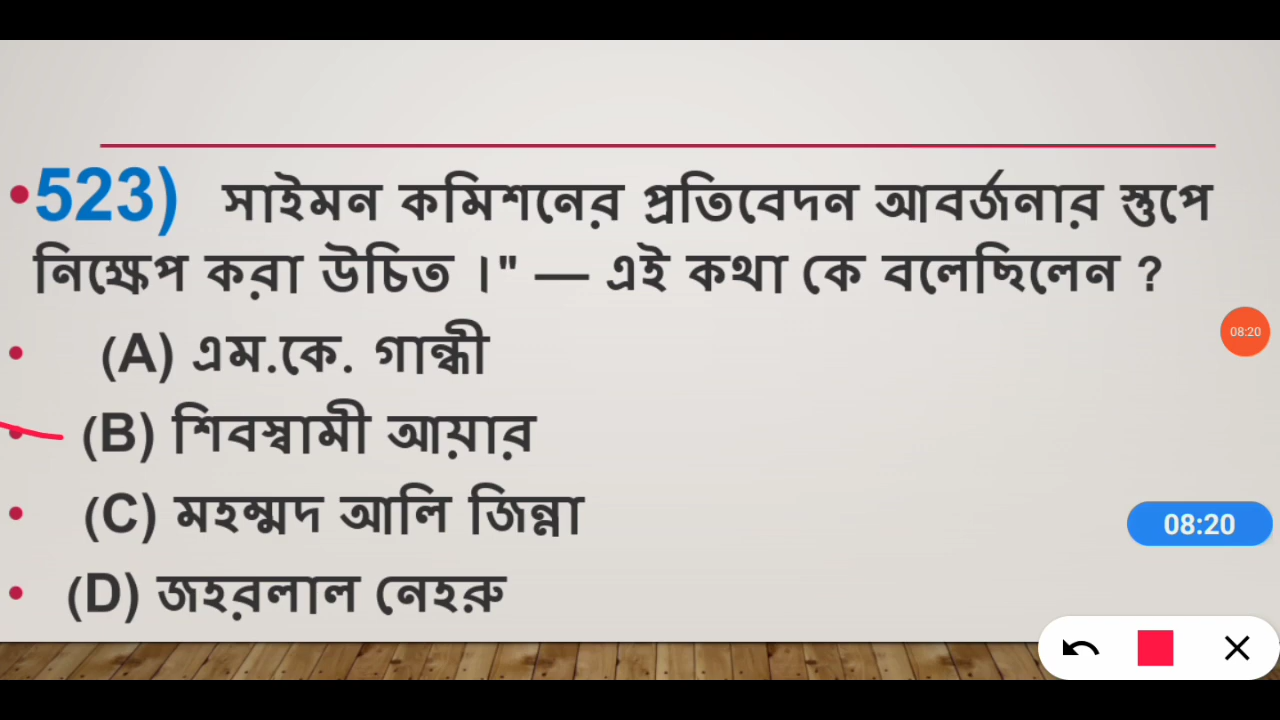 •523) সাইমন কমিশনের প্রতিবেদন আবর্জনার স্তুপে
নিক্ষেপ করা উচিত ।" — এই কথা কে বলেছিলেন ?
• (A) এম.কে. গান্ধী
• (B) শিবস্বামী আয়ার
• (C) মহম্মদ আলি জিন্না
• (D) জহরলাল নেহরু
08:20
08:20